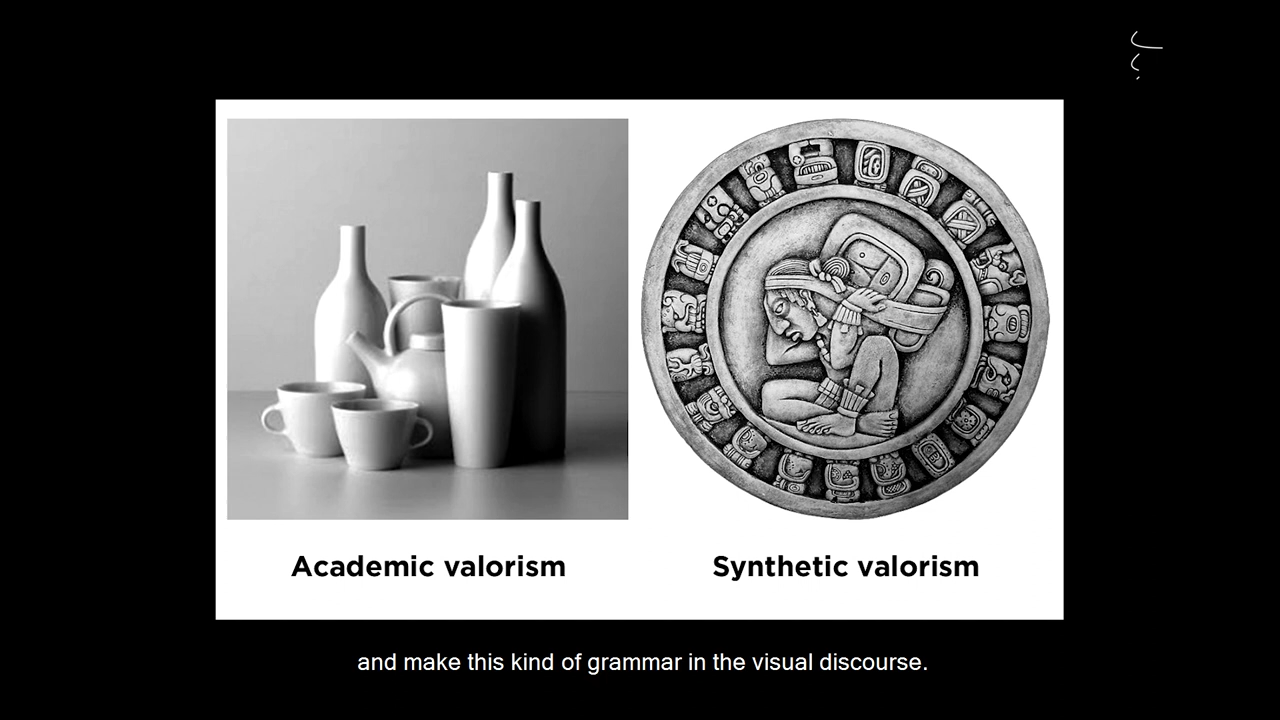 Academic valorism
Synthetic valorism
and make this kind of grammar in the visual discourse.